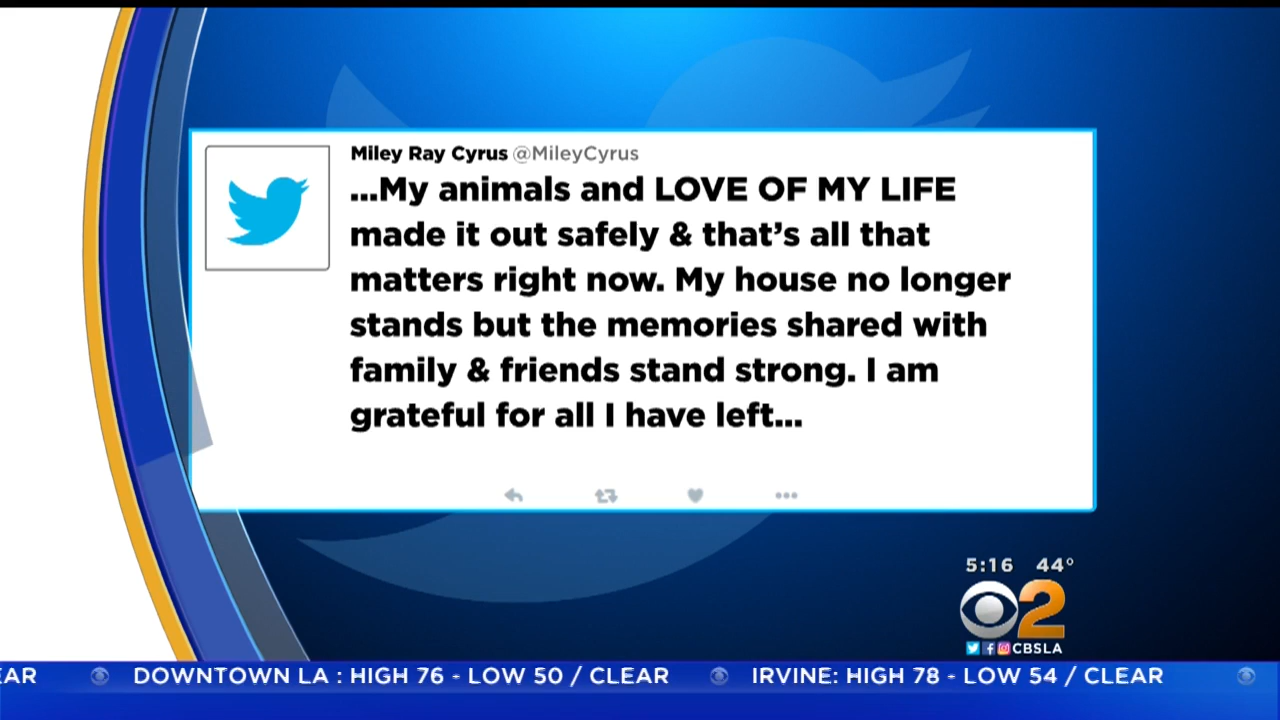 Miley Ray Cyrus @MileyCyrus
...My animals and LOVE OF MY LIFE
made it out safely & that's all that
matters right now. My house no longer
stands but the memories shared with
family & friends stand strong. I am
grateful for all I have left...
5:16 44°
2
CBSLA
EAR DOWNTOWN LA : HIGH 76 - LOW 50 / CLEAR IRVINE: HIGH 78 - LOW 54 / CLEAR